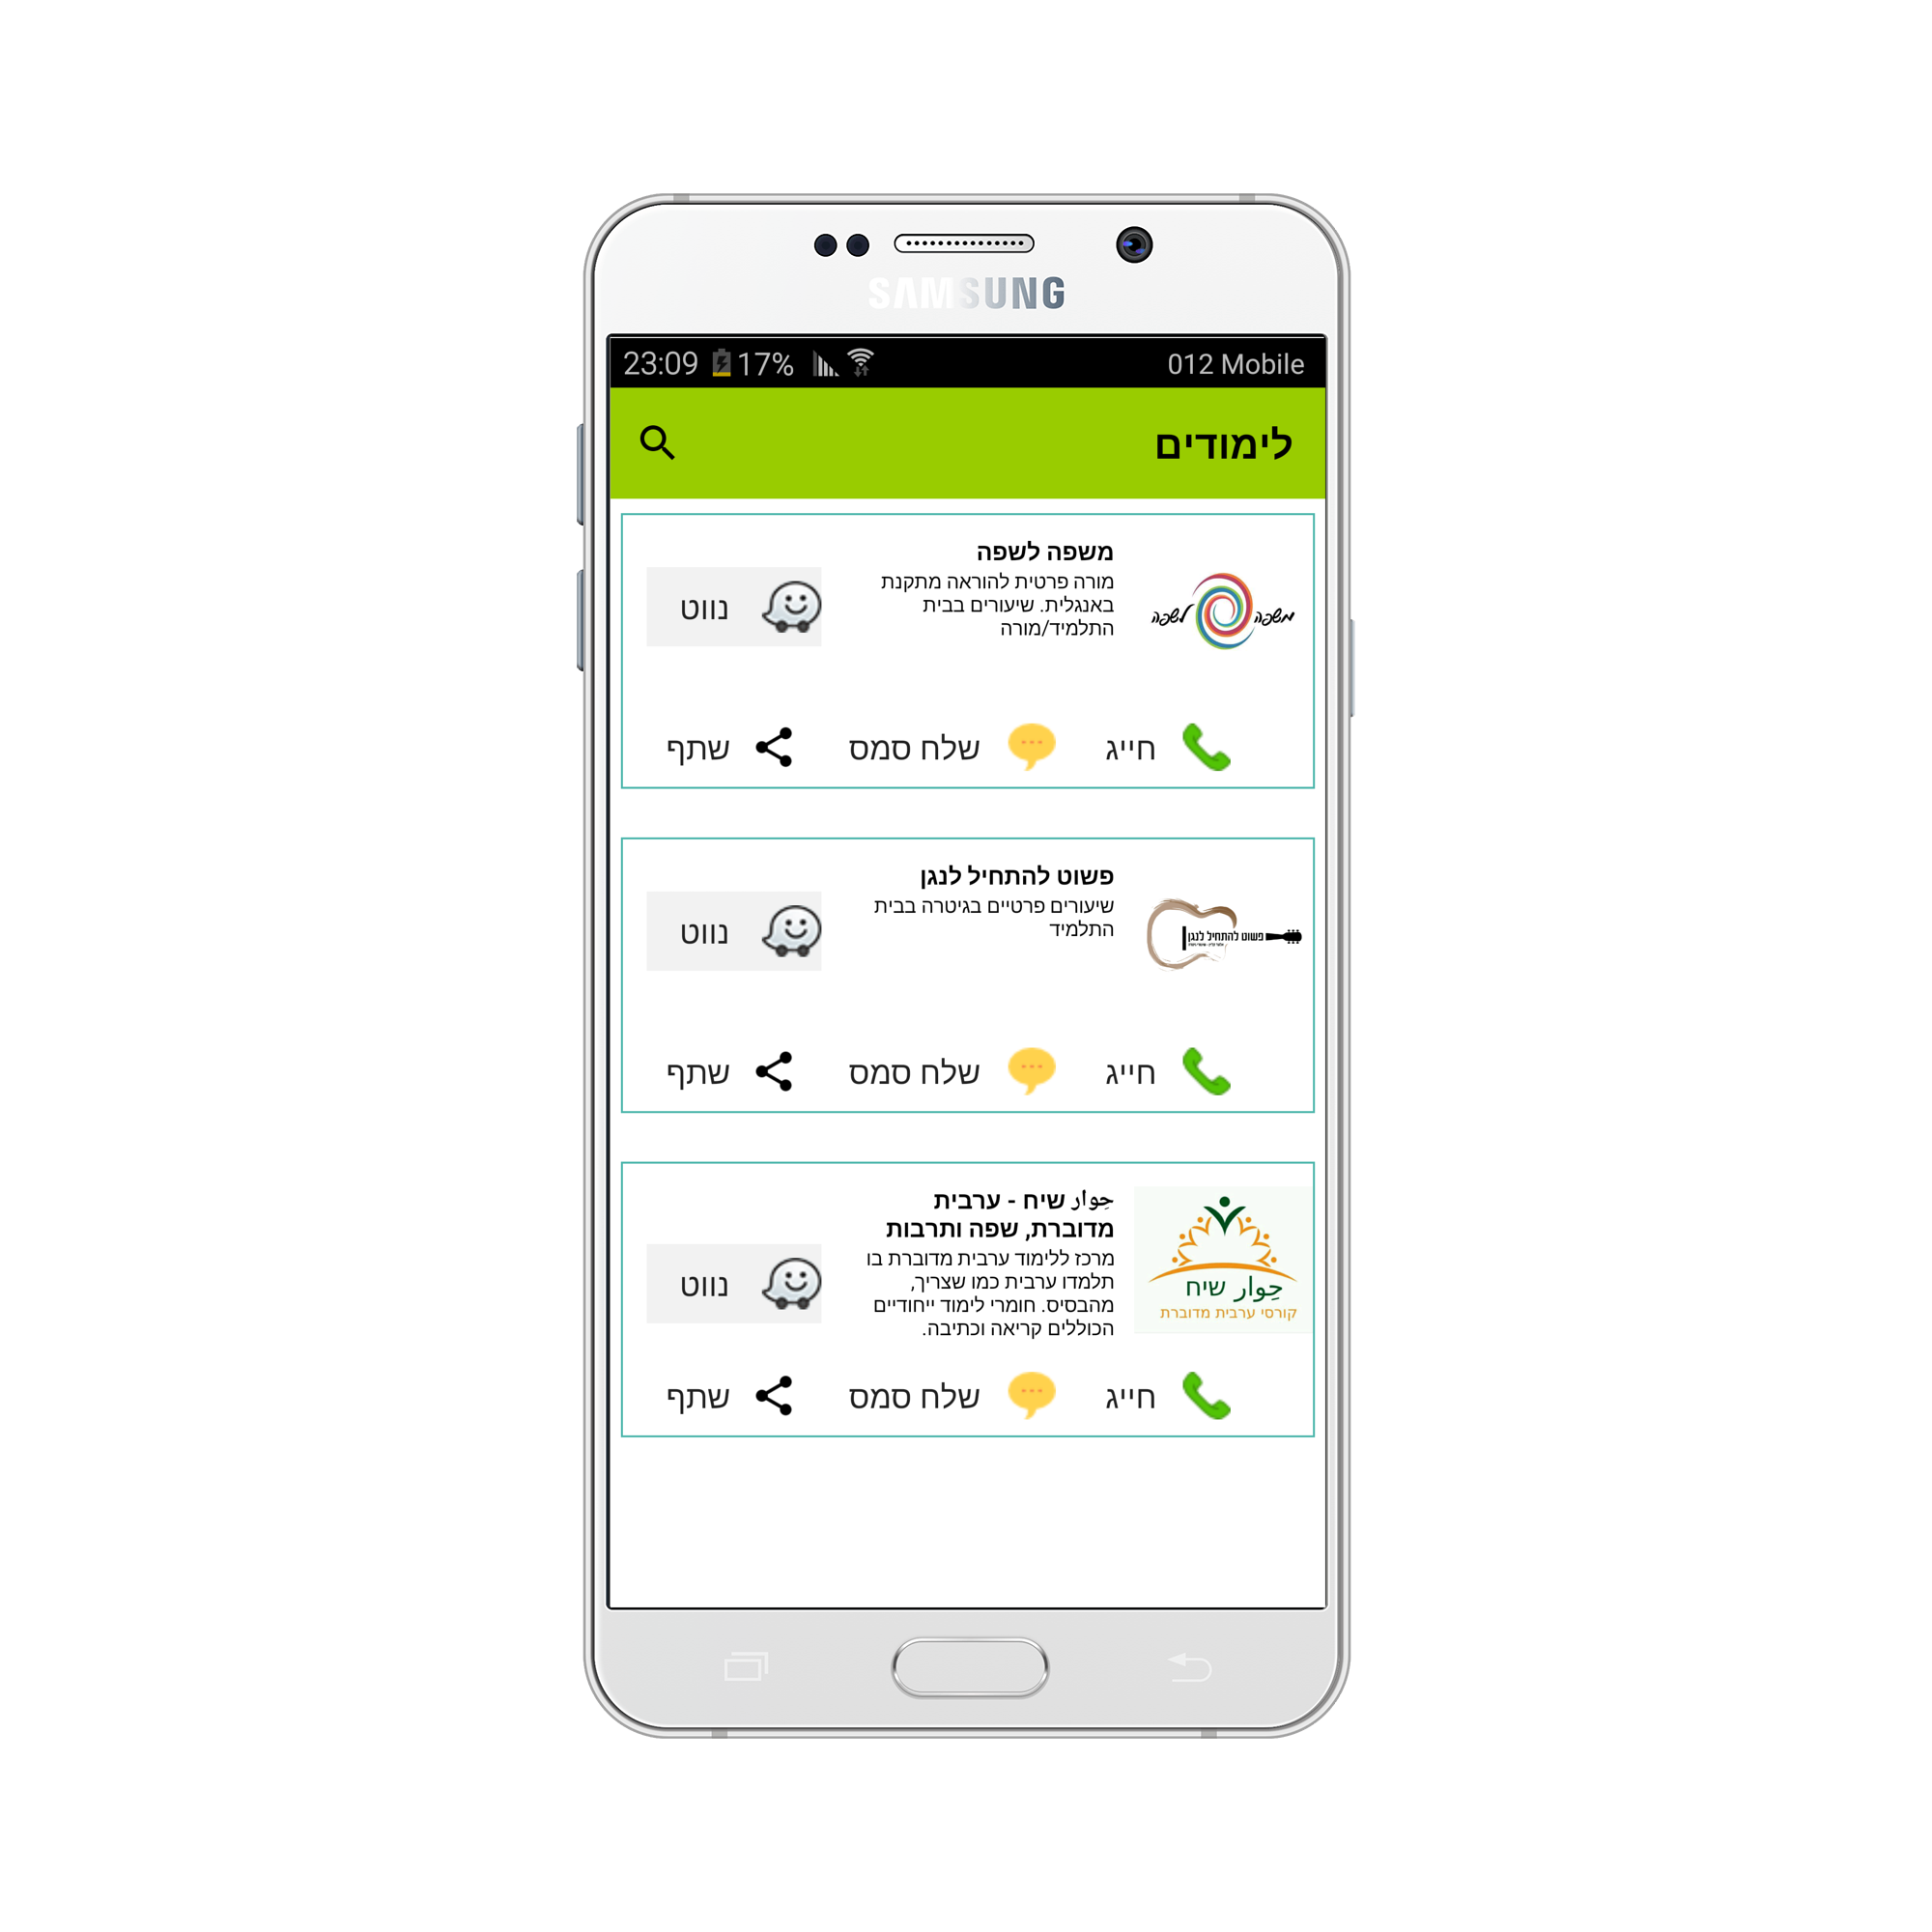 SAMSUNG
23:09 17% 012 Mobile
לימודים
משפה לשפה
משפה לשפה
מורה פרטית להוראה מתקנת
באנגלית. שיעורים בבית
התלמיד/מורה
נווט
חייג
שלח סמס
שתף
פשוט להתחיל לנגן
פשוט להתחיל לנגן
שיעורים פרטיים בגיטרה בבית
התלמיד
נווט
חייג
שלח סמס
שתף
حِوار שיח
קורסי ערבית מדוברת
حِوار שיח - ערבית
מדוברת, שפה ותרבות
מרכז ללימוד ערבית מדוברת בו
תלמדו ערבית כמו שצריך,
מהבסיס. חומרי לימוד ייחודיים
הכוללים קריאה וכתיבה.
נווט
חייג
שלח סמס
שתף